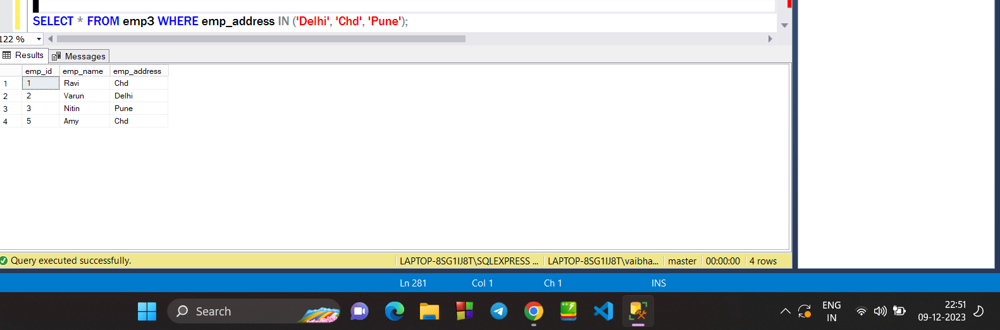 SELECT * FROM emp3 WHERE emp_address IN ('Delhi', 'Chd', 'Pune');
122 %
Results Messages
emp_id emp_name emp_address
1 1 Ravi Chd
2 2 Varun Delhi
3 3 Nitin Pune
4 5 Amy Chd
Query executed successfully. LAPTOP-8SG1IJ8T\SQLEXPRESS ... LAPTOP-8SG1IJ8T\vaibha... master 00:00:00 4 rows
Ln 281 Col 1 Ch 1 INS
Search ENG IN 22:51
09-12-2023